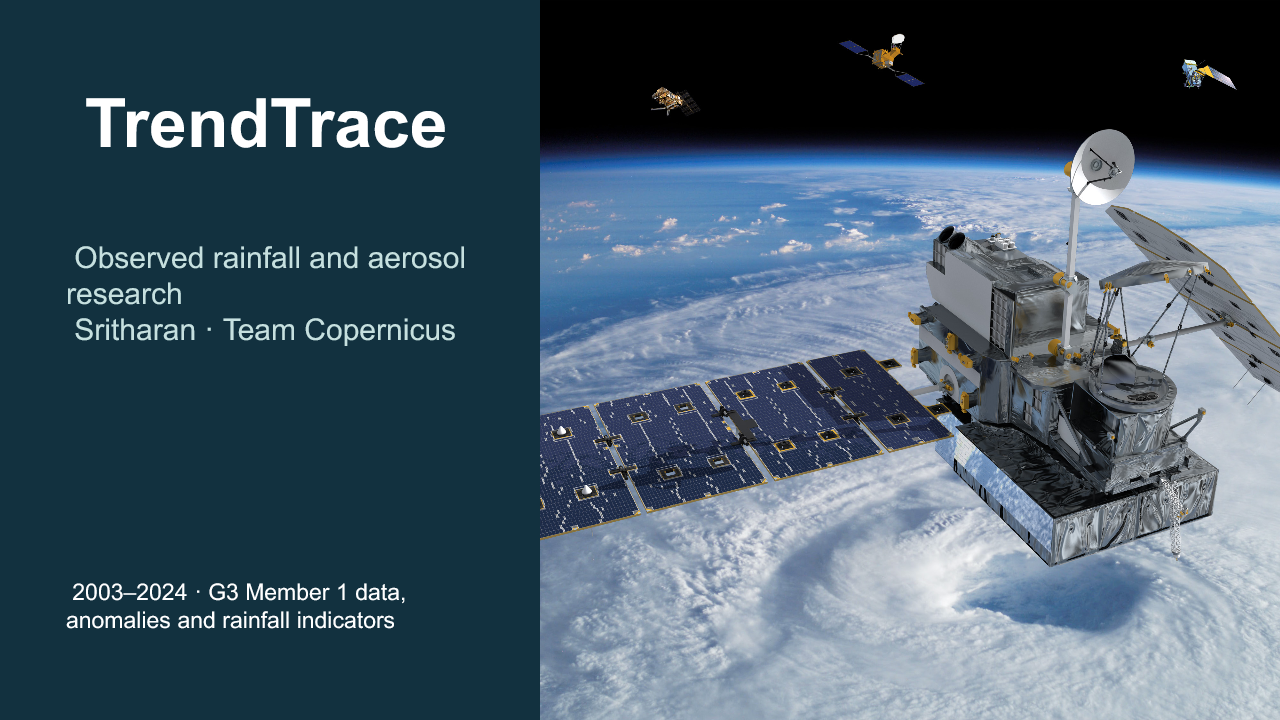 TrendTrace
Observed rainfall and aerosol
research
Sritharan · Team Copernicus
2003–2024 · G3 Member 1 data,
anomalies and rainfall indicators